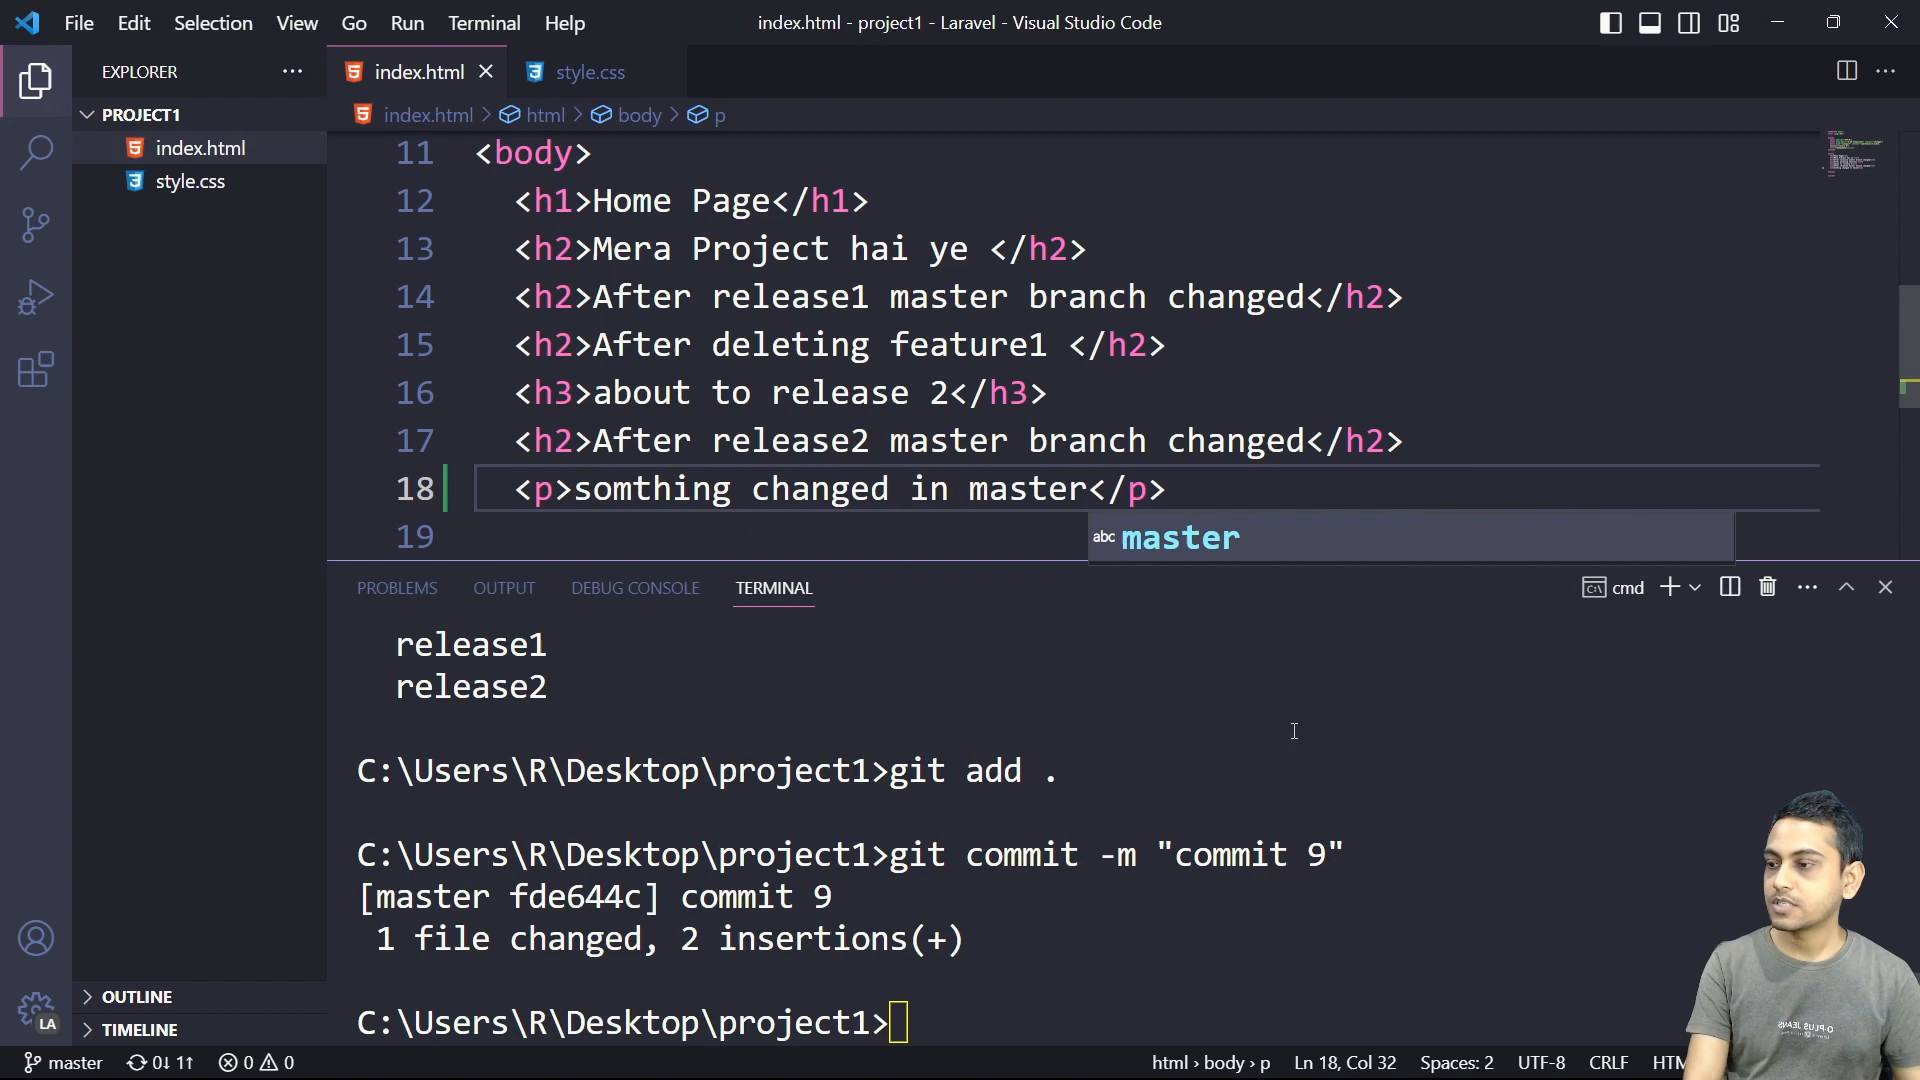 File Edit Selection View Go Run Terminal Help
index.html - project1 - Laravel - Visual Studio Code
EXPLORER
PROJECT1
index.html
style.css
OUTLINE
TIMELINE
LA
index.html style.css
index.html > html > body > p
11 <body>
12 <h1>Home Page</h1>
13 <h2>Mera Project hai ye </h2>
14 <h2>After release1 master branch changed</h2>
15 <h2>After deleting feature1 </h2>
16 <h3>about to release 2</h3>
17 <h2>After release2 master branch changed</h2>
18 <p>somthing changed in master</p>
19
abc master
PROBLEMS OUTPUT DEBUG CONSOLE TERMINAL
cmd
release1
release2
C:\Users\R\Desktop\project1>git add .
C:\Users\R\Desktop\project1>git commit -m "commit 9"
[master fde644c] commit 9
1 file changed, 2 insertions(+)
C:\Users\R\Desktop\project1>
master 0↓ 1↑ 0 0
html › body › p Ln 18, Col 32 Spaces: 2 UTF-8 CRLF